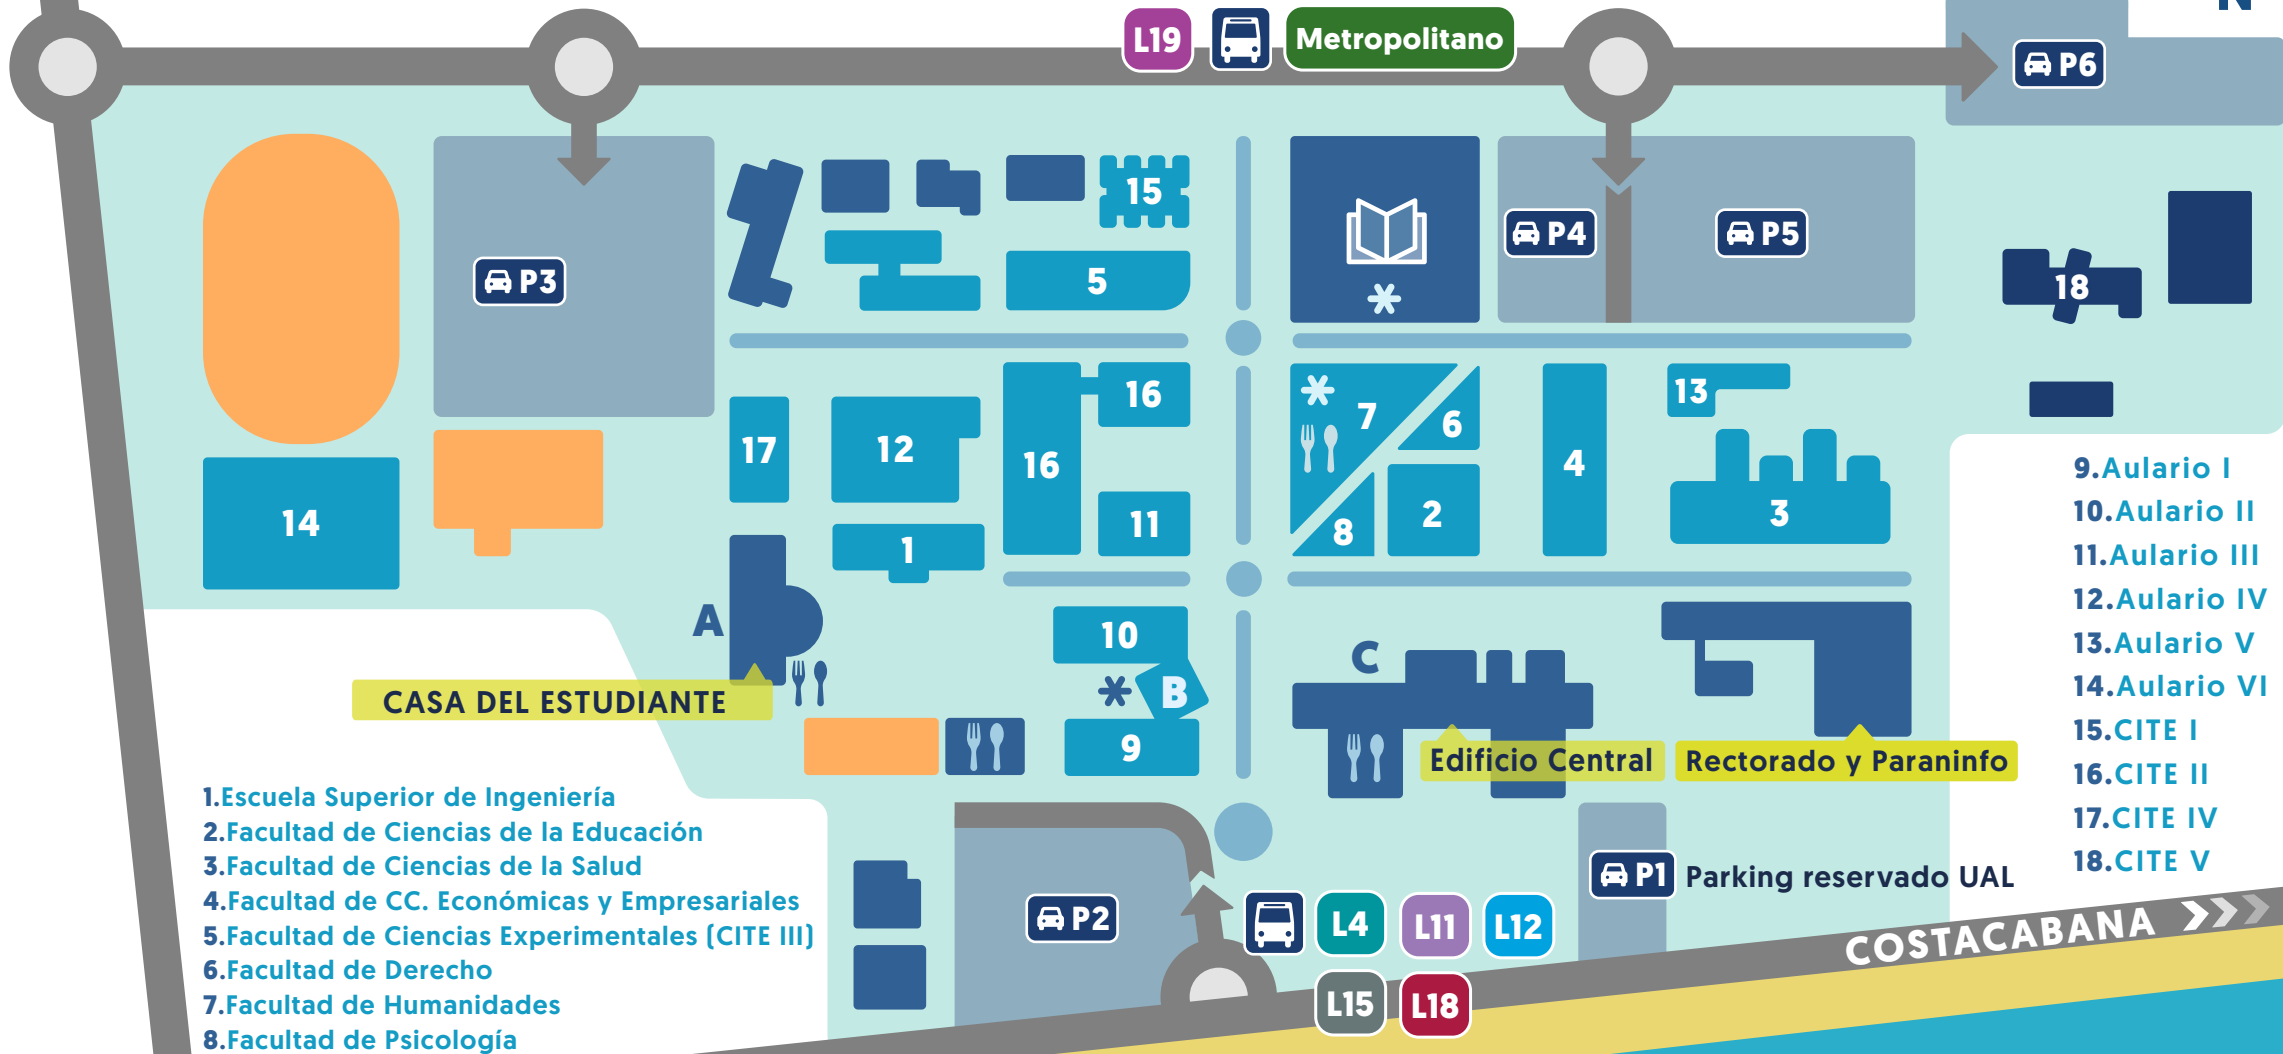 N
L19
Metropolitano
P6
15
P4
P5
P3
5
18
16
13
7
6
17
12
16
4
14
11
8
2
3
1
A
10
C
B
CASA DEL ESTUDIANTE
9
Edificio Central
Rectorado y Paraninfo
9.Aulario I
10.Aulario II
11.Aulario III
12.Aulario IV
13.Aulario V
14.Aulario VI
15.CITE I
16.CITE II
17.CITE IV
18.CITE V
1.Escuela Superior de Ingeniería
2.Facultad de Ciencias de la Educación
3.Facultad de Ciencias de la Salud
4.Facultad de CC. Económicas y Empresariales
5.Facultad de Ciencias Experimentales (CITE III)
6.Facultad de Derecho
7.Facultad de Humanidades
8.Facultad de Psicología
P1 Parking reservado UAL
P2
L4
L11
L12
L15
L18
COSTACABANA